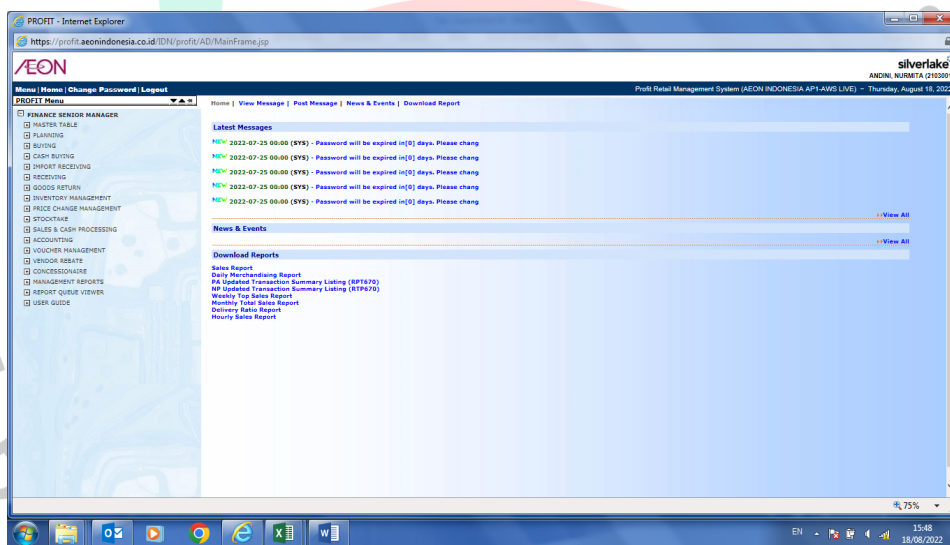 PROFIT - Internet Explorer
https://profit.aeonindonesia.co.id/IDN/profit/AD/MainFrame.jsp
ÆON
silverlake
ANDINI, NURMITA (2103001
Menu | Home | Change Password | Logout
Profit Retail Management System (AEON INDONESIA AP1-AWS LIVE) - Thursday, August 18, 2022
PROFIT Menu
Home | View Message | Post Message | News & Events | Download Report
FINANCE SENIOR MANAGER
MASTER TABLE
PLANNING
BUYING
CASH BUYING
IMPORT RECEIVING
RECEIVING
GOODS RETURN
INVENTORY MANAGEMENT
PRICE CHANGE MANAGEMENT
STOCKTAKE
SALES & CASH PROCESSING
ACCOUNTING
VOUCHER MANAGEMENT
VENDOR REBATE
CONCESSIONAIRE
MANAGEMENT REPORTS
REPORT QUEUE VIEWER
USER GUIDE
Latest Messages
NEW 2022-07-25 00:00 (SYS) - Password will be expired in[0] days. Please chang
NEW 2022-07-25 00:00 (SYS) - Password will be expired in[0] days. Please chang
NEW 2022-07-25 00:00 (SYS) - Password will be expired in[0] days. Please chang
NEW 2022-07-25 00:00 (SYS) - Password will be expired in[0] days. Please chang
NEW 2022-07-25 00:00 (SYS) - Password will be expired in[0] days. Please chang
View All
News & Events
View All
Download Reports
Sales Report
Daily Merchandising Report
PA Updated Transaction Summary Listing (RPT670)
NP Updated Transaction Summary Listing (RTP670)
Weekly Top Sales Report
Monthly Total Sales Report
Delivery Ratio Report
Hourly Sales Report
75%
EN
15:48
18/08/2022